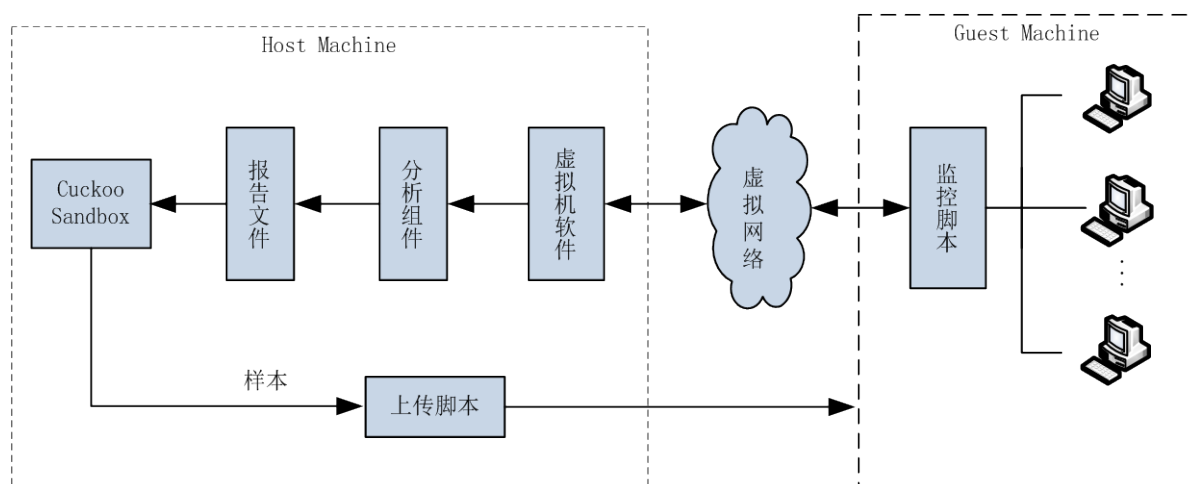 Host Machine
Guest Machine
Cuckoo
Sandbox
报告文件
分析组件
虚拟机软件
虚拟网络
监控脚本
样本
上传脚本